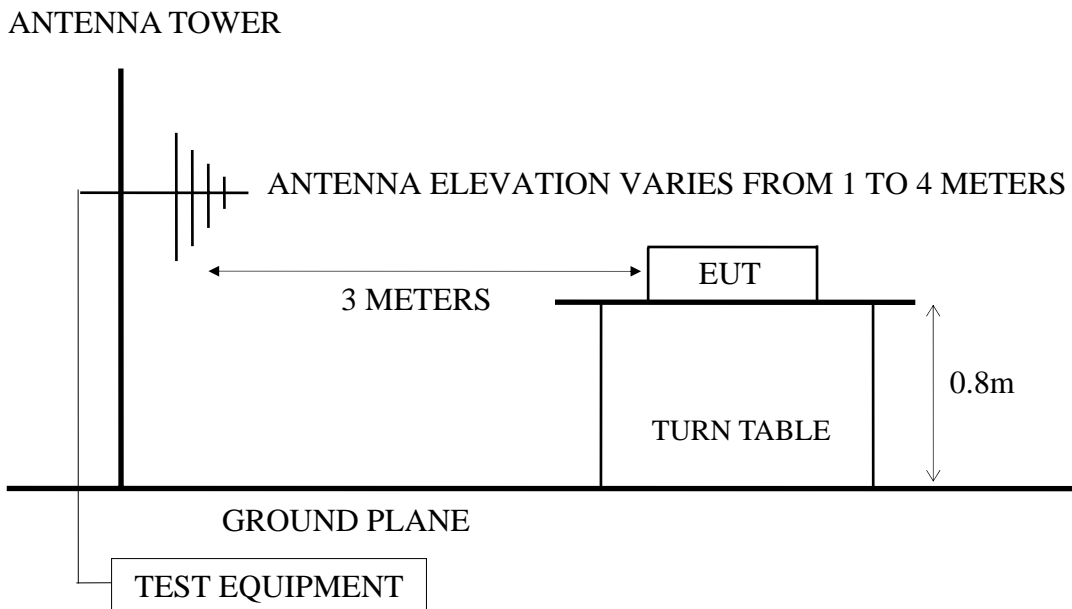 ANTENNA TOWER
ANTENNA ELEVATION VARIES FROM 1 TO 4 METERS
EUT
3 METERS
0.8m
TURN TABLE
GROUND PLANE
TEST EQUIPMENT